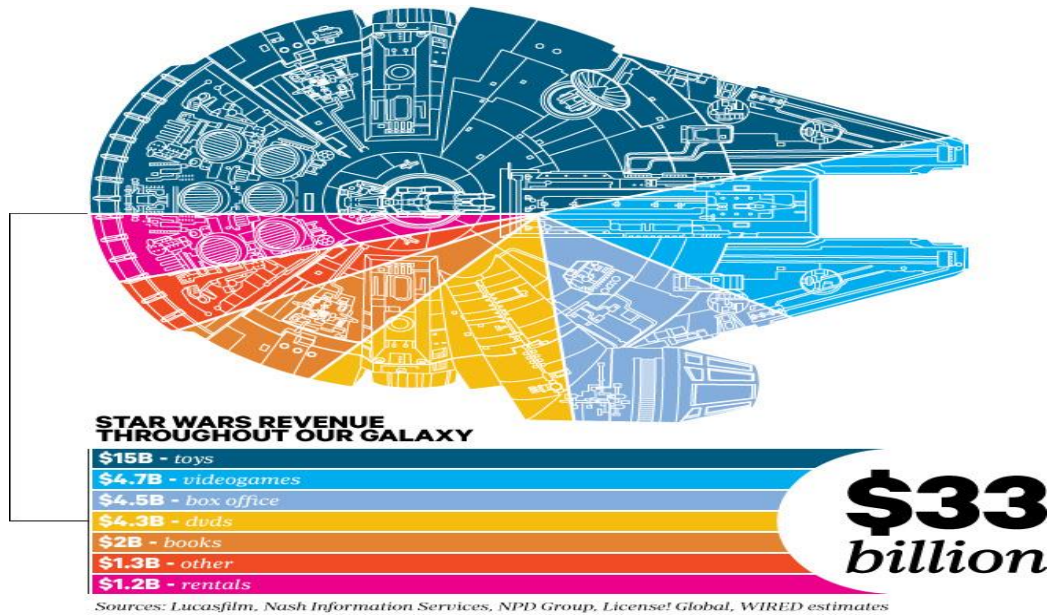 STAR WARS REVENUE
THROUGHOUT OUR GALAXY
$15B - toys
$4.7B - videogames
$4.5B - box office
$4.3B - dvds
$2B - books
$1.3B - other
$1.2B - rentals
$33
billion
Sources: Lucasfilm, Nash Information Services, NPD Group, License! Global, WIRED estimates